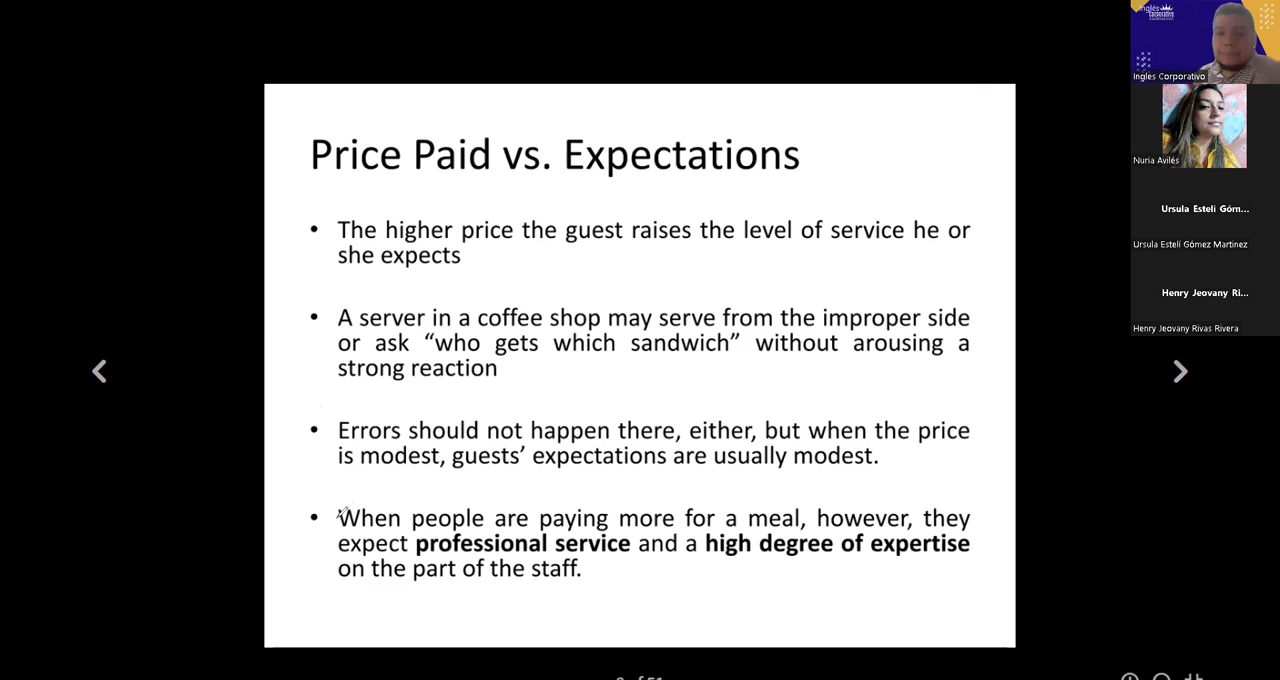 Price Paid vs. Expectations
• The higher price the guest raises the level of service he or
she expects
• A server in a coffee shop may serve from the improper side
or ask “who gets which sandwich” without arousing a
strong reaction
• Errors should not happen there, either, but when the price
is modest, guests’ expectations are usually modest.
• When people are paying more for a meal, however, they
expect professional service and a high degree of expertise
on the part of the staff.
Inglés
Corporativo
Ingles Corporativo
Nuria Avilés
Ursula Estelí Góm...
Ursula Estelí Gómez Martinez
Henry Jeovany Ri...
Henry Jeovany Rivas Rivera